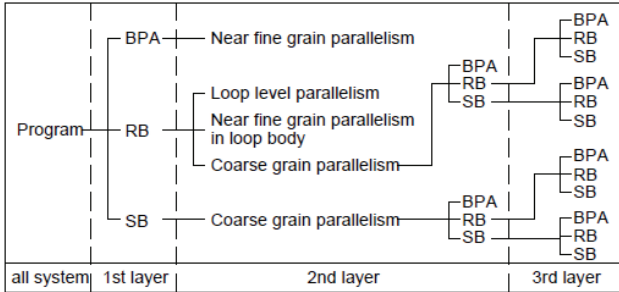 BPA
RB
SB
BPA
Near fine grain parallelism
BPA
RB
SB
BPA
RB
SB
Loop level parallelism
Near fine grain parallelism
in loop body
Program
RB
Coarse grain parallelism
BPA
RB
SB
SB
Coarse grain parallelism
BPA
RB
SB
BPA
RB
SB
all system
1st layer
2nd layer
3rd layer